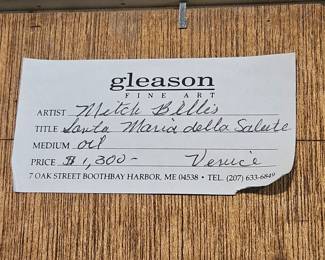 gleason
FINE ART
ARTIST Mitch Billis
TITLE Santa Maria della Salute
MEDIUM oil
PRICE $1,300- Venice
7 OAK STREET BOOTHBAY HARBOR, ME 04538 • TEL. (207) 633-6849